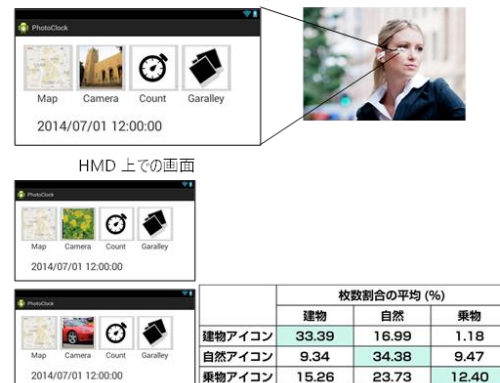 PhotoClock
Map Camera Count Garalley
2014/07/01 12:00:00
HMD 上での画面
PhotoClock
Map Camera Count Garalley
2014/07/01 12:00:00
PhotoClock
Map Camera Count Garalley
2014/07/01 12:00:00
枚数割合の平均 (%)
建物 自然 乗物
建物アイコン 33.39 16.99 1.18
自然アイコン 9.34 34.38 9.47
乗物アイコン 15.26 23.73 12.40